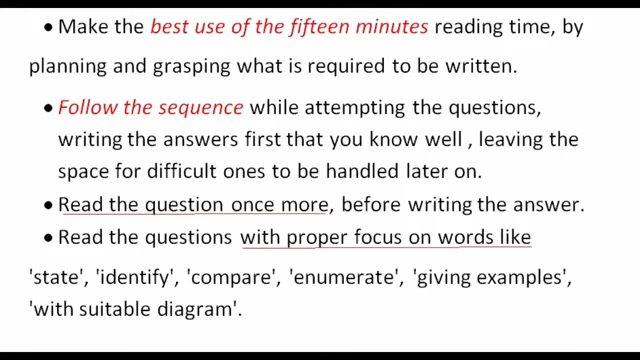 • Make the best use of the fifteen minutes reading time, by
planning and grasping what is required to be written.
• Follow the sequence while attempting the questions,
writing the answers first that you know well , leaving the
space for difficult ones to be handled later on.
• Read the question once more, before writing the answer.
• Read the questions with proper focus on words like
'state', 'identify', 'compare', 'enumerate', 'giving examples',
'with suitable diagram'.